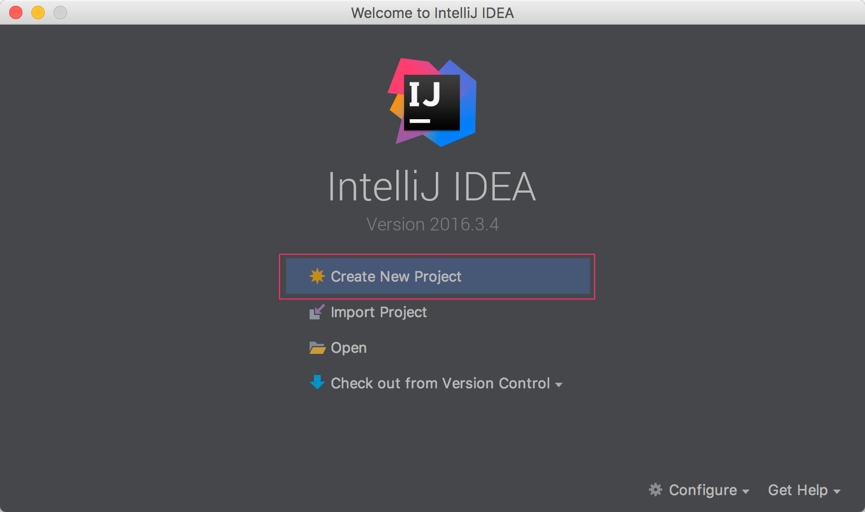 Welcome to IntelliJ IDEA
IJ
IntelliJ IDEA
Version 2016.3.4
Create New Project
Import Project
Open
Check out from Version Control
Configure Get Help